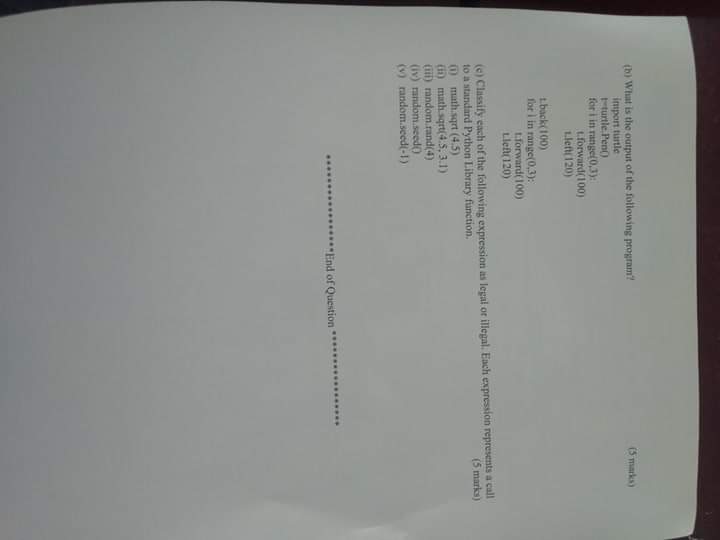 (b) What is the output of the following program? (5 marks)
import turtle
t=turtle.Pen()
for i in range(0,3):
t.forward(100)
t.left(120)
t.back(100)
for i in range(0,3):
t.forward(100)
t.left(120)
(c) Classify each of the following expression as legal or illegal. Each expression represents a call
to a standard Python Library function. (5 marks)
(i) math.sqrt (4.5)
(ii) math.sqrt(4.5, 3.1)
(iii) random.rand(4)
(iv) random.seed()
(v) random.seed(-1)
******************End of Question ******************